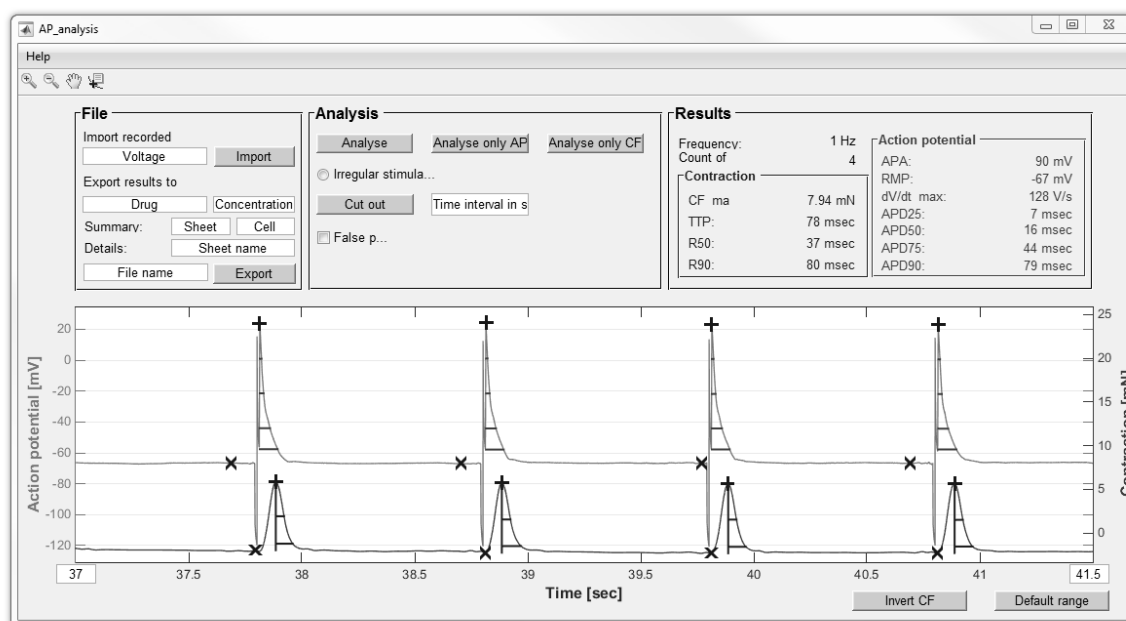 AP_analysis
Help
File
Import recorded
Voltage
Import
Export results to
Drug
Concentration
Summary:
Sheet
Cell
Details:
Sheet name
File name
Export
Analysis
Analyse
Analyse only AP
Analyse only CF
Irregular stimula...
Cut out
Time interval in s
False p...
Results
Frequency: 1 Hz
Count of 4
Contraction
CF ma 7.94 mN
TTP: 78 msec
R50: 37 msec
R90: 80 msec
Action potential
APA: 90 mV
RMP: -67 mV
dV/dt max: 128 V/s
APD25: 7 msec
APD50: 16 msec
APD75: 44 msec
APD90: 79 msec
Action potential [mV]
20
0
-20
-40
-60
-80
-100
-120
25
20
15
10
5
0
Contraction [mN]
37
37.5
38
38.5
39
39.5
40
40.5
41
41.5
Time [sec]
Invert CF
Default range